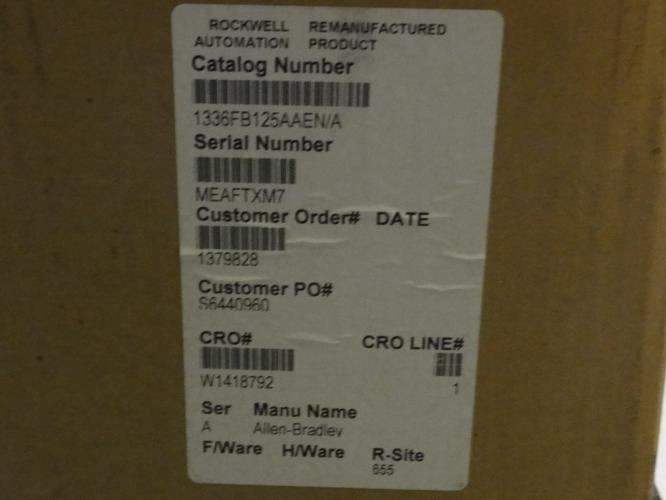 ROCKWELL REMANUFACTURED
AUTOMATION PRODUCT
Catalog Number
1336FB125AAEN/A
Serial Number
MEAFTXM7
Customer Order# DATE
1379828
Customer PO#
S6440960
CRO# CRO LINE#
W1418792 1
Ser Manu Name
A Allen-Bradley
F/Ware H/Ware R-Site
655